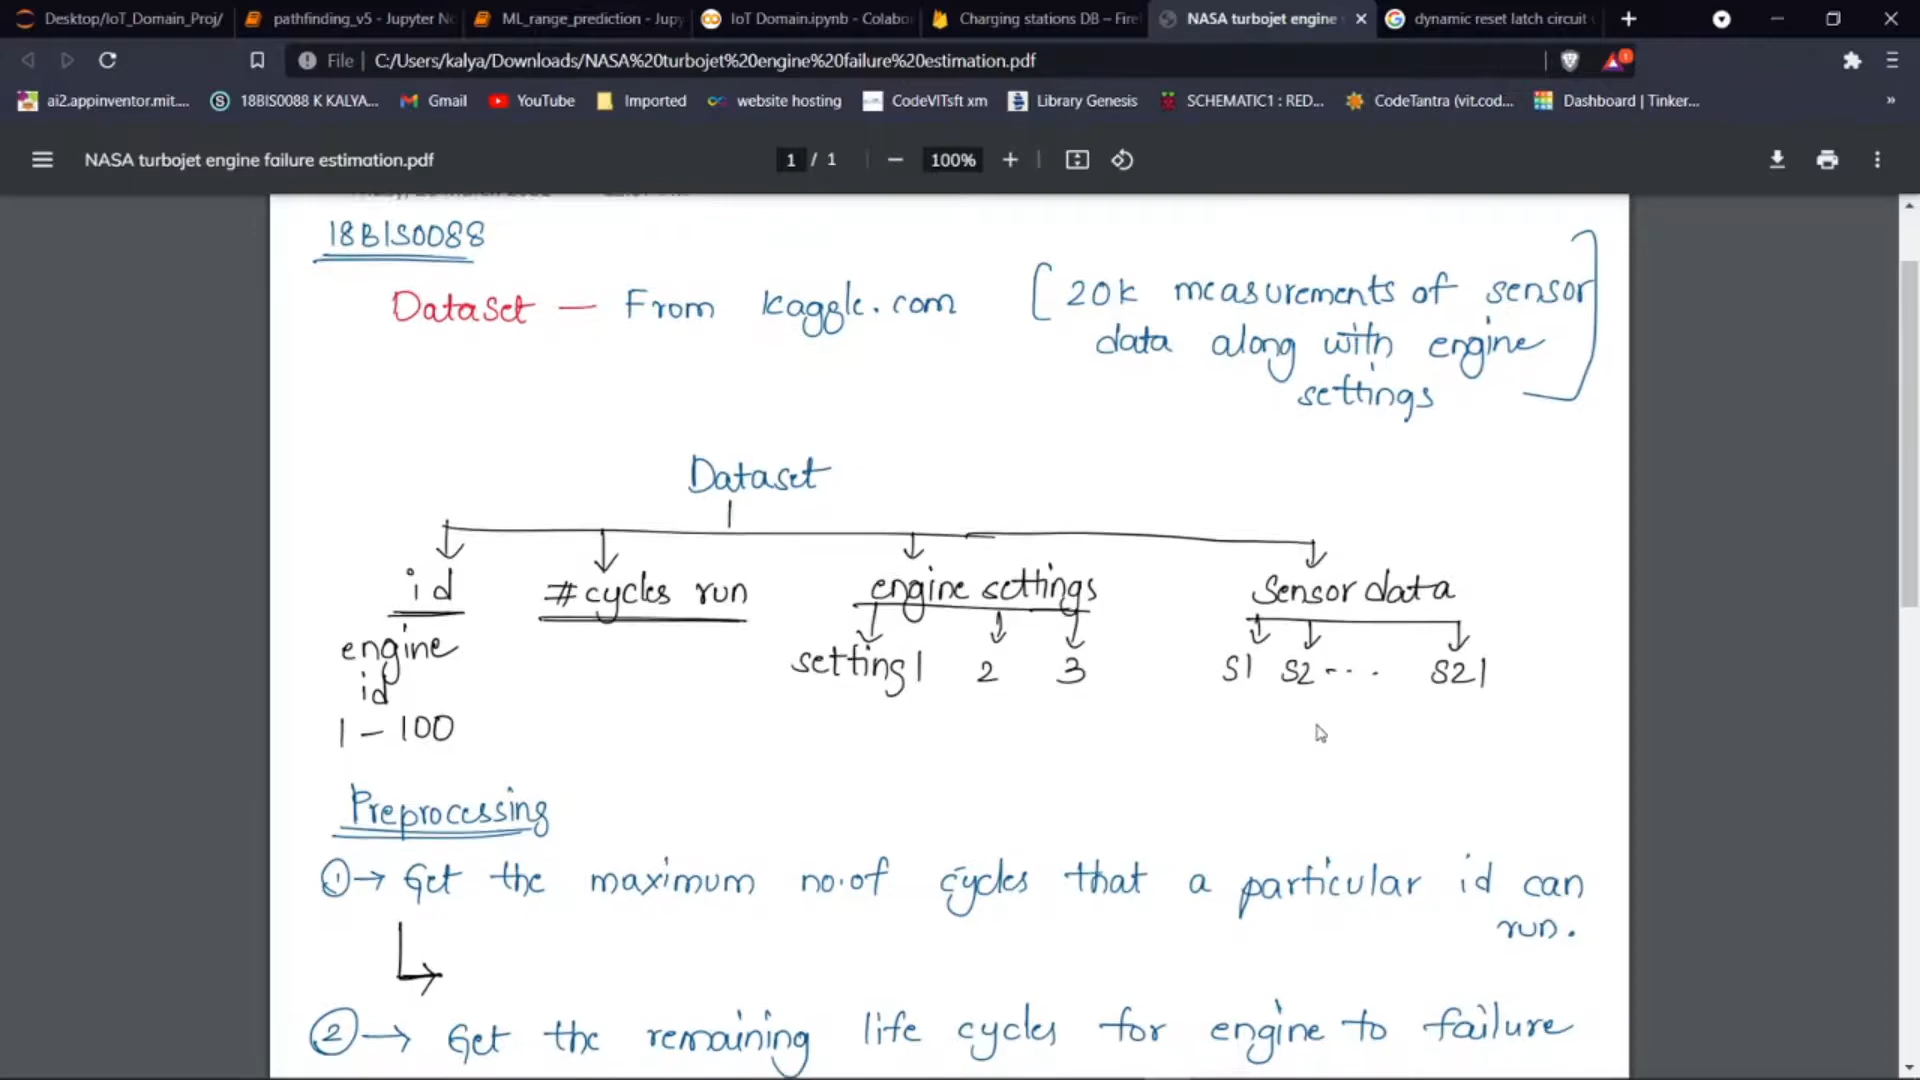 Desktop/IoT_Domain_Proj/
pathfinding_v5 - Jupyter No
ML_range_prediction - Jupy
IoT Domain.ipynb - Colabo
Charging stations DB – Fire
NASA turbojet engine
dynamic reset latch circuit
File
C:/Users/kalya/Downloads/NASA%20turbojet%20engine%20failure%20estimation.pdf
1
ai2.appinventor.mit....
18BIS0088 K KALYA...
Gmail
YouTube
Imported
website hosting
CodeVITsft xm
Library Genesis
SCHEMATIC1 : RED...
CodeTantra (vit.cod...
Dashboard | Tinker...
»
NASA turbojet engine failure estimation.pdf
1 / 1
100%
18BIS0088
Dataset — From kaggle.com
[20k measurements of sensor
data along with engine
settings]
Dataset
id
#cycles run
engine settings
Sensor data
engine
id
1 - 100
setting1 2 3
S1 S2 ---. S21
Preprocessing
① → Get the maximum no.of cycles that a particular id can
run.
② → Get the remaining life cycles for engine to failure